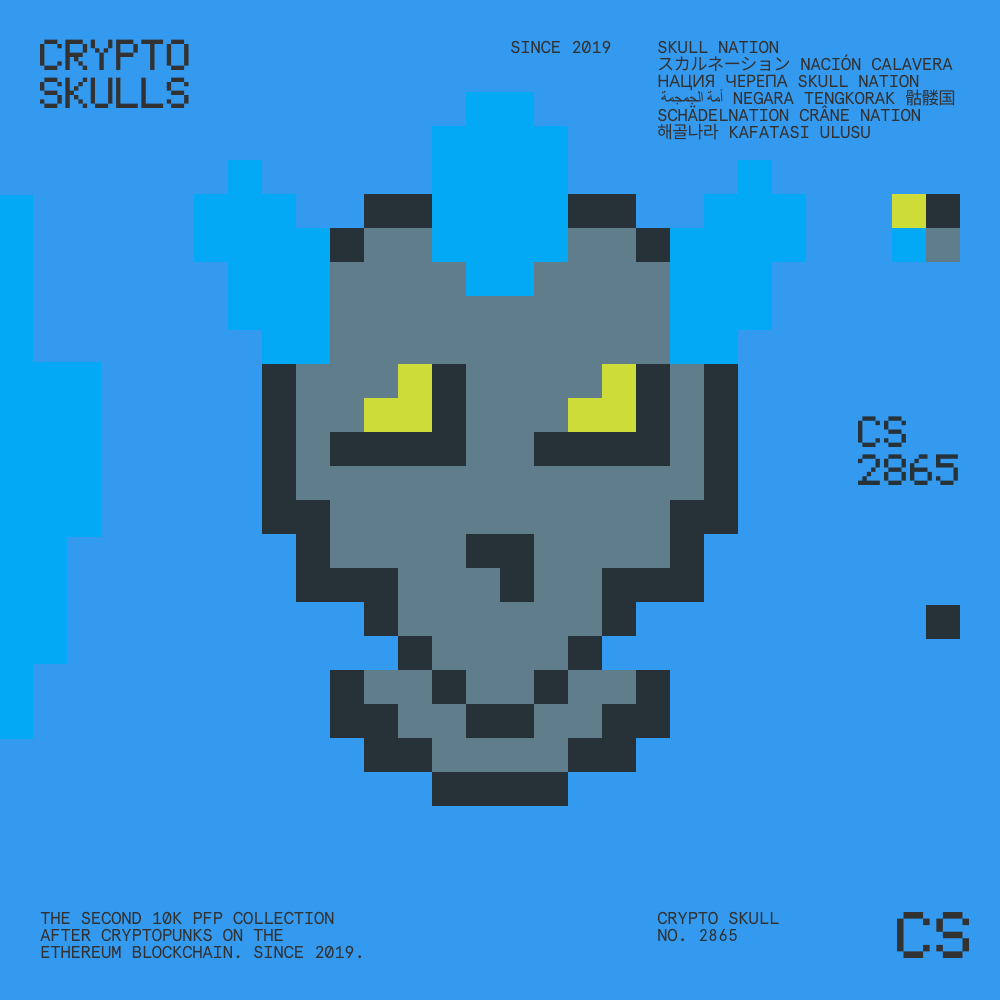 CRYPTO
SKULLS
SINCE 2019
SKULL NATION
スカルネーション NACIÓN CALAVERA
НАЦИЯ ЧЕРЕПА SKULL NATION
أمة الجمجمة NEGARA TENGKORAK 骷髅国
SCHÄDELNATION CRÂNE NATION
해골나라 KAFATASI ULUSU
CS
2865
THE SECOND 10K PFP COLLECTION
AFTER CRYPTOPUNKS ON THE
ETHEREUM BLOCKCHAIN. SINCE 2019.
CRYPTO SKULL
NO. 2865
CS